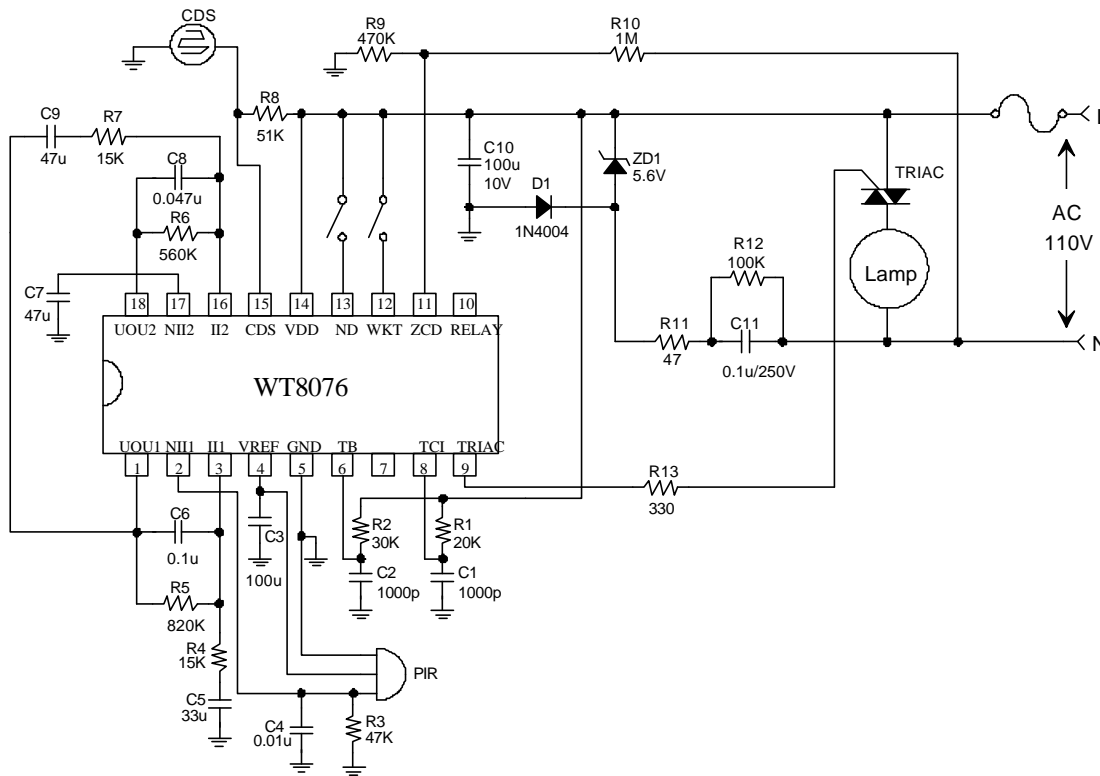 CDS
R9
470K
R10
1M
R8
51K
C9
47u
R7
15K
C8
0.047u
R6
560K
C7
47u
C10
100u
10V
D1
1N4004
ZD1
5.6V
TRIAC
AC
110V
Lamp
R12
100K
R11
47
C11
0.1u/250V
N
18 17 16 15 14 13 12 11 10
UOU2 NII2 II2 CDS VDD ND WKT ZCD RELAY
WT8076
UOU1 NII1 II1 VREF GND TB TCI TRIAC
1 2 3 4 5 6 7 8 9
R13
330
C6
0.1u
C3
100u
R2
30K
R1
20K
C2
1000p
C1
1000p
R5
820K
R4
15K
C5
33u
PIR
C4
0.01u
R3
47K